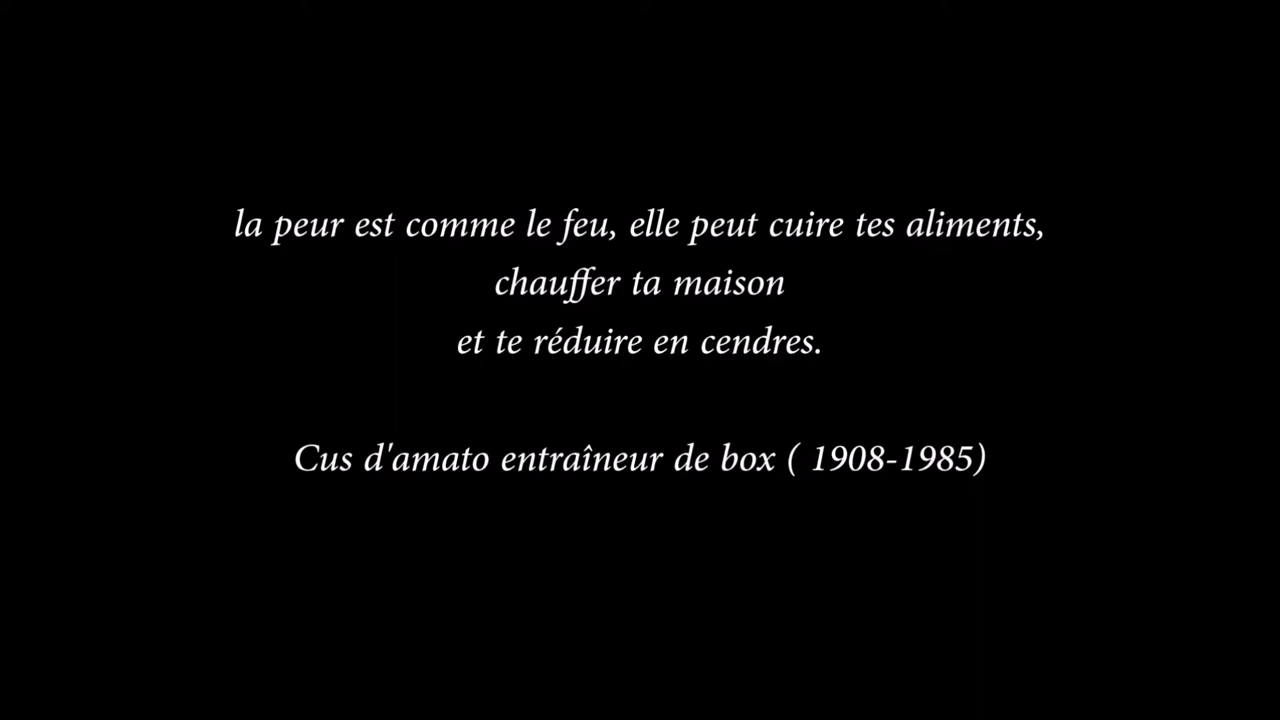 la peur est comme le feu, elle peut cuire tes aliments,
chauffer ta maison
et te réduire en cendres.
Cus d'amato entraîneur de box ( 1908-1985)